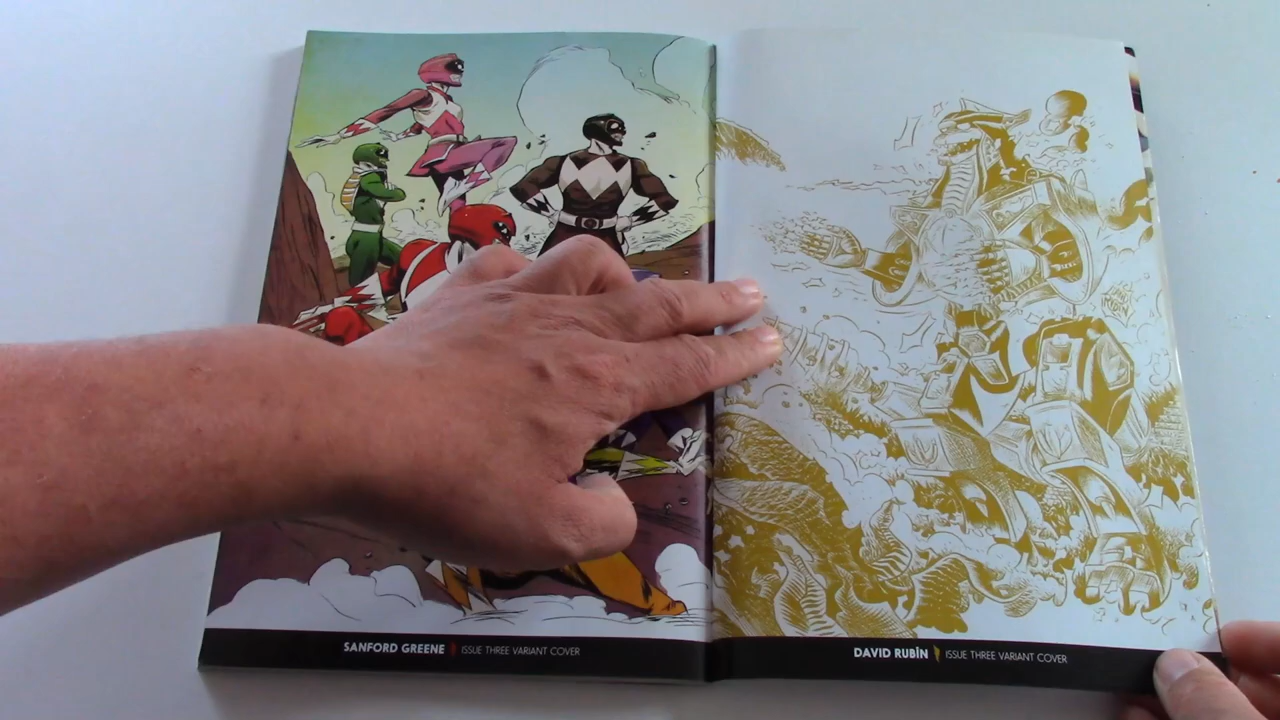 SANFORD GREENE ISSUE THREE VARIANT COVER
DAVID RUBÍN ISSUE THREE VARIANT COVER